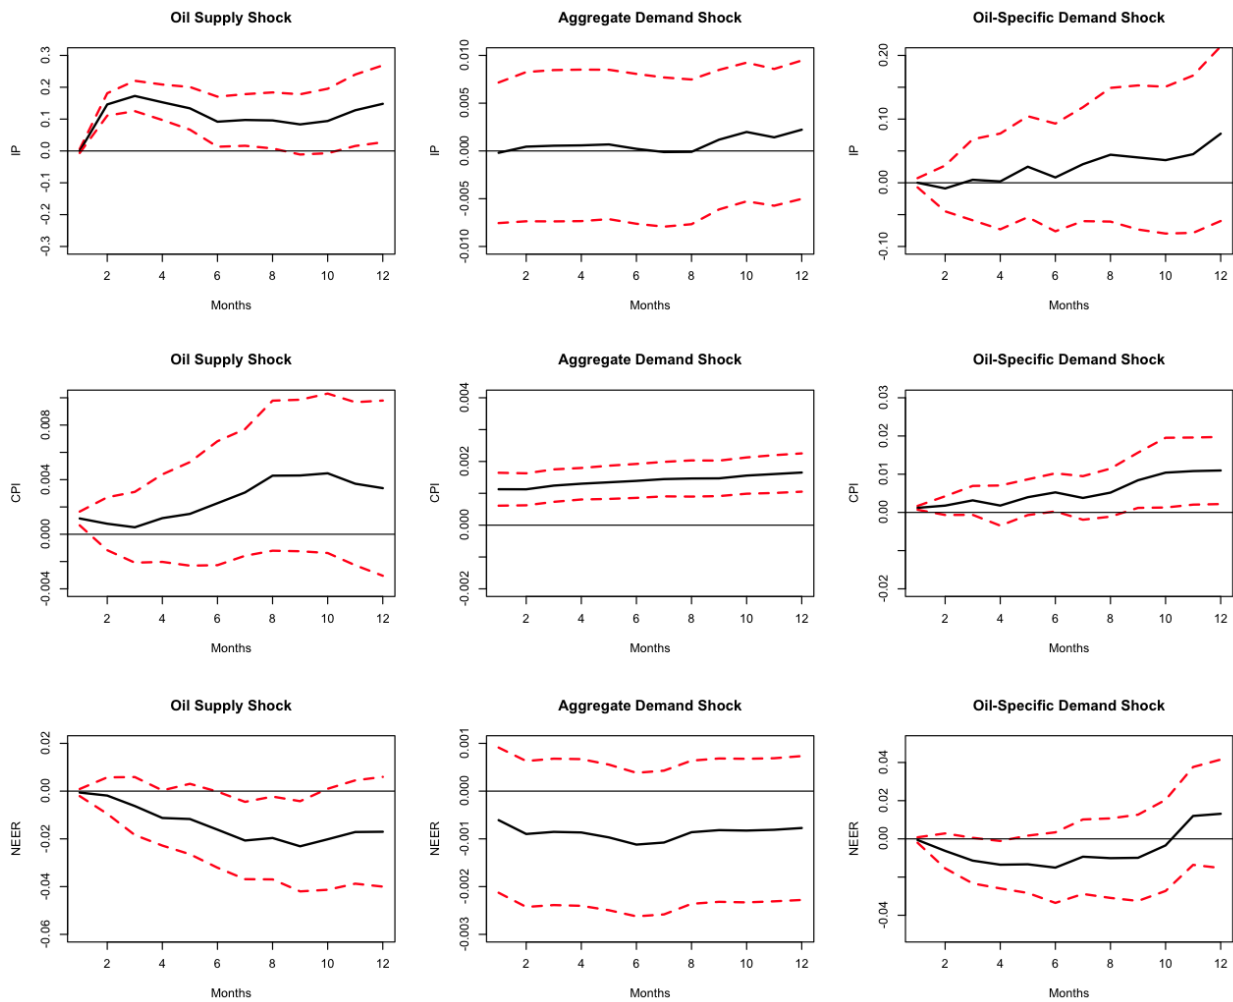 Oil Supply Shock
Aggregate Demand Shock
Oil-Specific Demand Shock
IP
0.3
0.2
0.1
0.0
-0.1
-0.2
-0.3
2 4 6 8 10 12
Months
IP
0.010
0.005
0.000
-0.005
-0.010
2 4 6 8 10 12
Months
IP
0.20
0.10
0.00
-0.10
2 4 6 8 10 12
Months
Oil Supply Shock
Aggregate Demand Shock
Oil-Specific Demand Shock
CPI
0.008
0.004
0.000
-0.004
2 4 6 8 10 12
Months
CPI
0.004
0.002
0.000
-0.002
2 4 6 8 10 12
Months
CPI
0.03
0.02
0.01
0.00
-0.02
2 4 6 8 10 12
Months
Oil Supply Shock
Aggregate Demand Shock
Oil-Specific Demand Shock
NEER
0.02
0.00
-0.02
-0.04
-0.06
2 4 6 8 10 12
Months
NEER
0.001
0.000
-0.001
-0.002
-0.003
2 4 6 8 10 12
Months
NEER
0.04
0.02
0.00
-0.04
2 4 6 8 10 12
Months